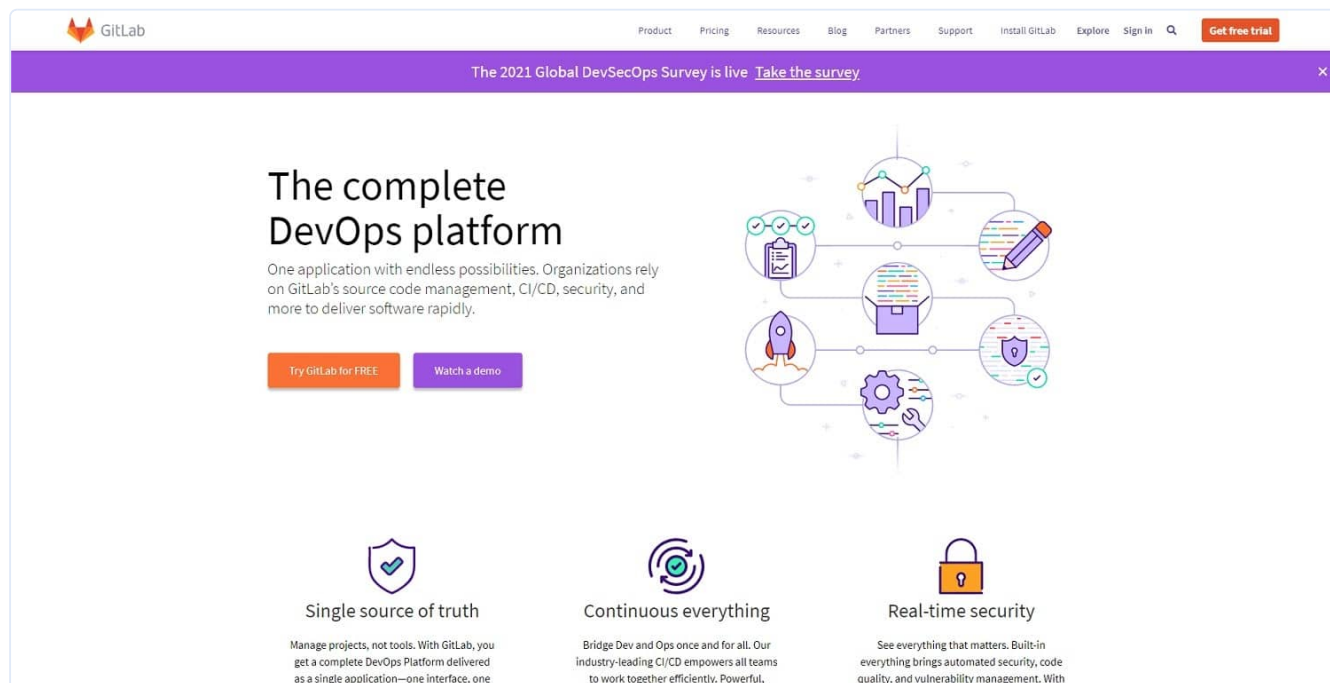 GitLab
Product Pricing Resources Blog Partners Support Install GitLab Explore Sign in Get free trial
The 2021 Global DevSecOps Survey is live Take the survey
The complete
DevOps platform
One application with endless possibilities. Organizations rely
on GitLab’s source code management, CI/CD, security, and
more to deliver software rapidly.
Try GitLab for FREE Watch a demo
Single source of truth
Manage projects, not tools. With GitLab, you
get a complete DevOps Platform delivered
as a single application—one interface, one
Continuous everything
Bridge Dev and Ops once and for all. Our
industry-leading CI/CD empowers all teams
to work together efficiently. Powerful,
Real-time security
See everything that matters. Built-in
everything brings automated security, code
quality, and vulnerability management. With